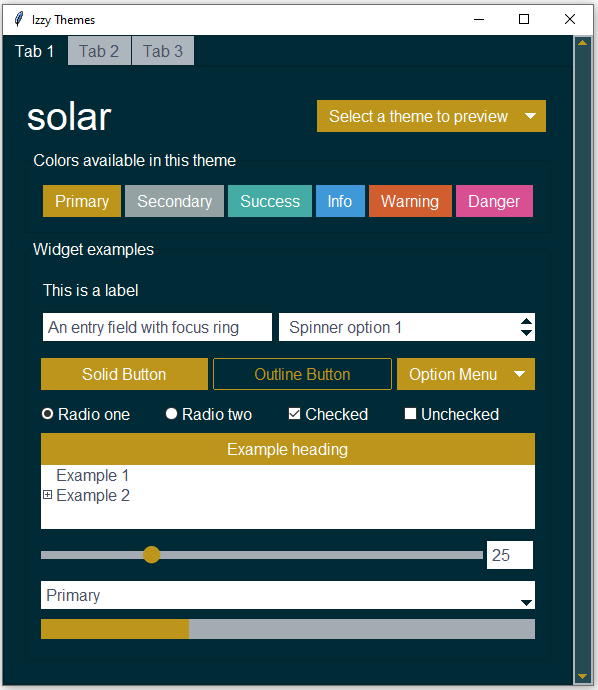 Izzy Themes
Tab 1 Tab 2 Tab 3
solar
Select a theme to preview
Colors available in this theme
Primary Secondary Success Info Warning Danger
Widget examples
This is a label
An entry field with focus ring Spinner option 1
Solid Button Outline Button Option Menu
Radio one Radio two Checked Unchecked
Example heading
Example 1
Example 2
25
Primary